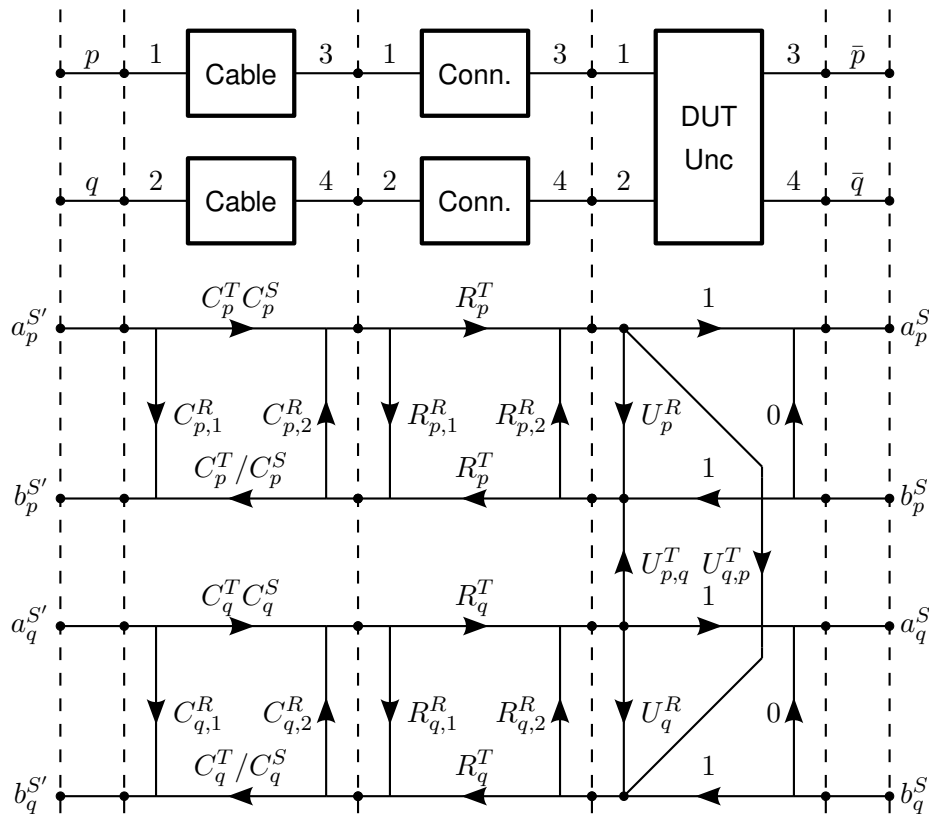 p 1 Cable 3 1 Conn. 3 1 DUT Unc 3 p̄
q 2 Cable 4 2 Conn. 4 2 4 q̄
C_p^T C_p^S R_p^T 1
a_p^{S'} a_p^S
C_{p,1}^R C_{p,2}^R R_{p,1}^R R_{p,2}^R U_p^R 0
C_p^T/C_p^S R_p^T 1
b_p^{S'} b_p^S
U_{p,q}^T U_{q,p}^T
C_q^T C_q^S R_q^T 1
a_q^{S'} a_q^S
C_{q,1}^R C_{q,2}^R R_{q,1}^R R_{q,2}^R U_q^R 0
C_q^T/C_q^S R_q^T 1
b_q^{S'} b_q^S